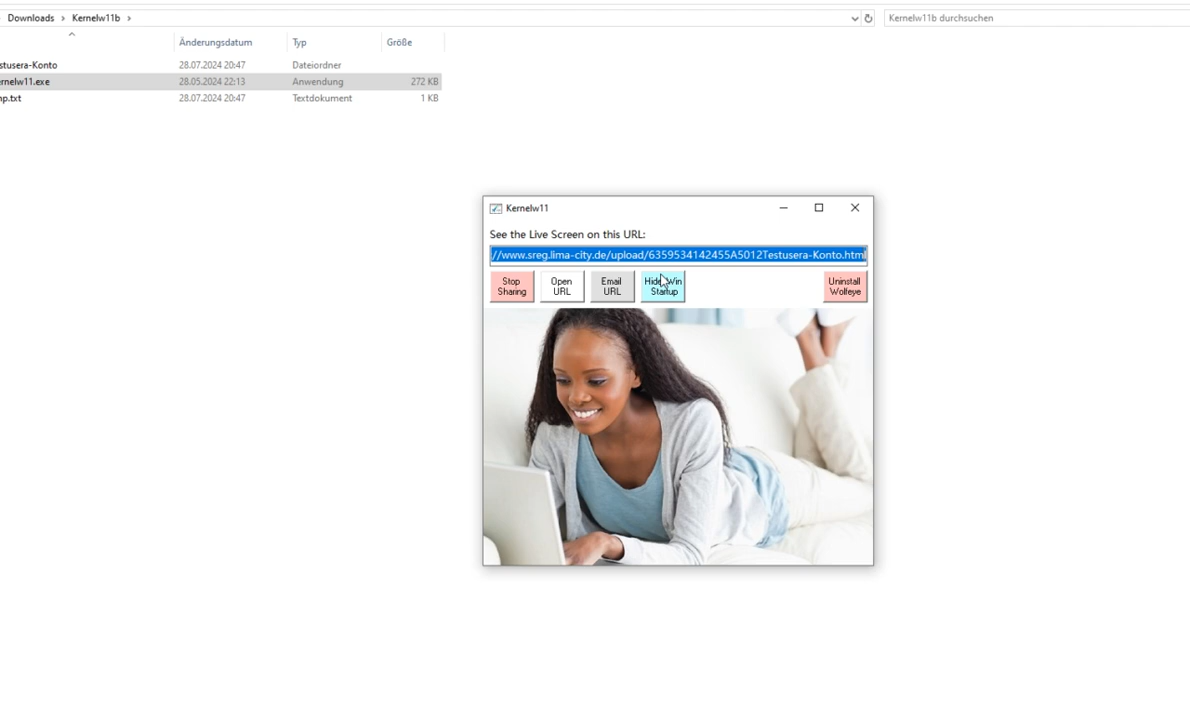 Downloads > Kernelw11b >
Kernelw11b durchsuchen
Änderungsdatum Typ Größe
stusera-Konto 28.07.2024 20:47 Dateiordner
rnelw11.exe 28.05.2024 22:13 Anwendung 272 KB
np.txt 28.07.2024 20:47 Textdokument 1 KB
Kernelw11
See the Live Screen on this URL:
//www.sreg.lima-city.de/upload/6359534142455A5012Testusera-Konto.html
Stop Sharing
Open URL
Email URL
Hide Win Startup
Uninstall Wolfeye